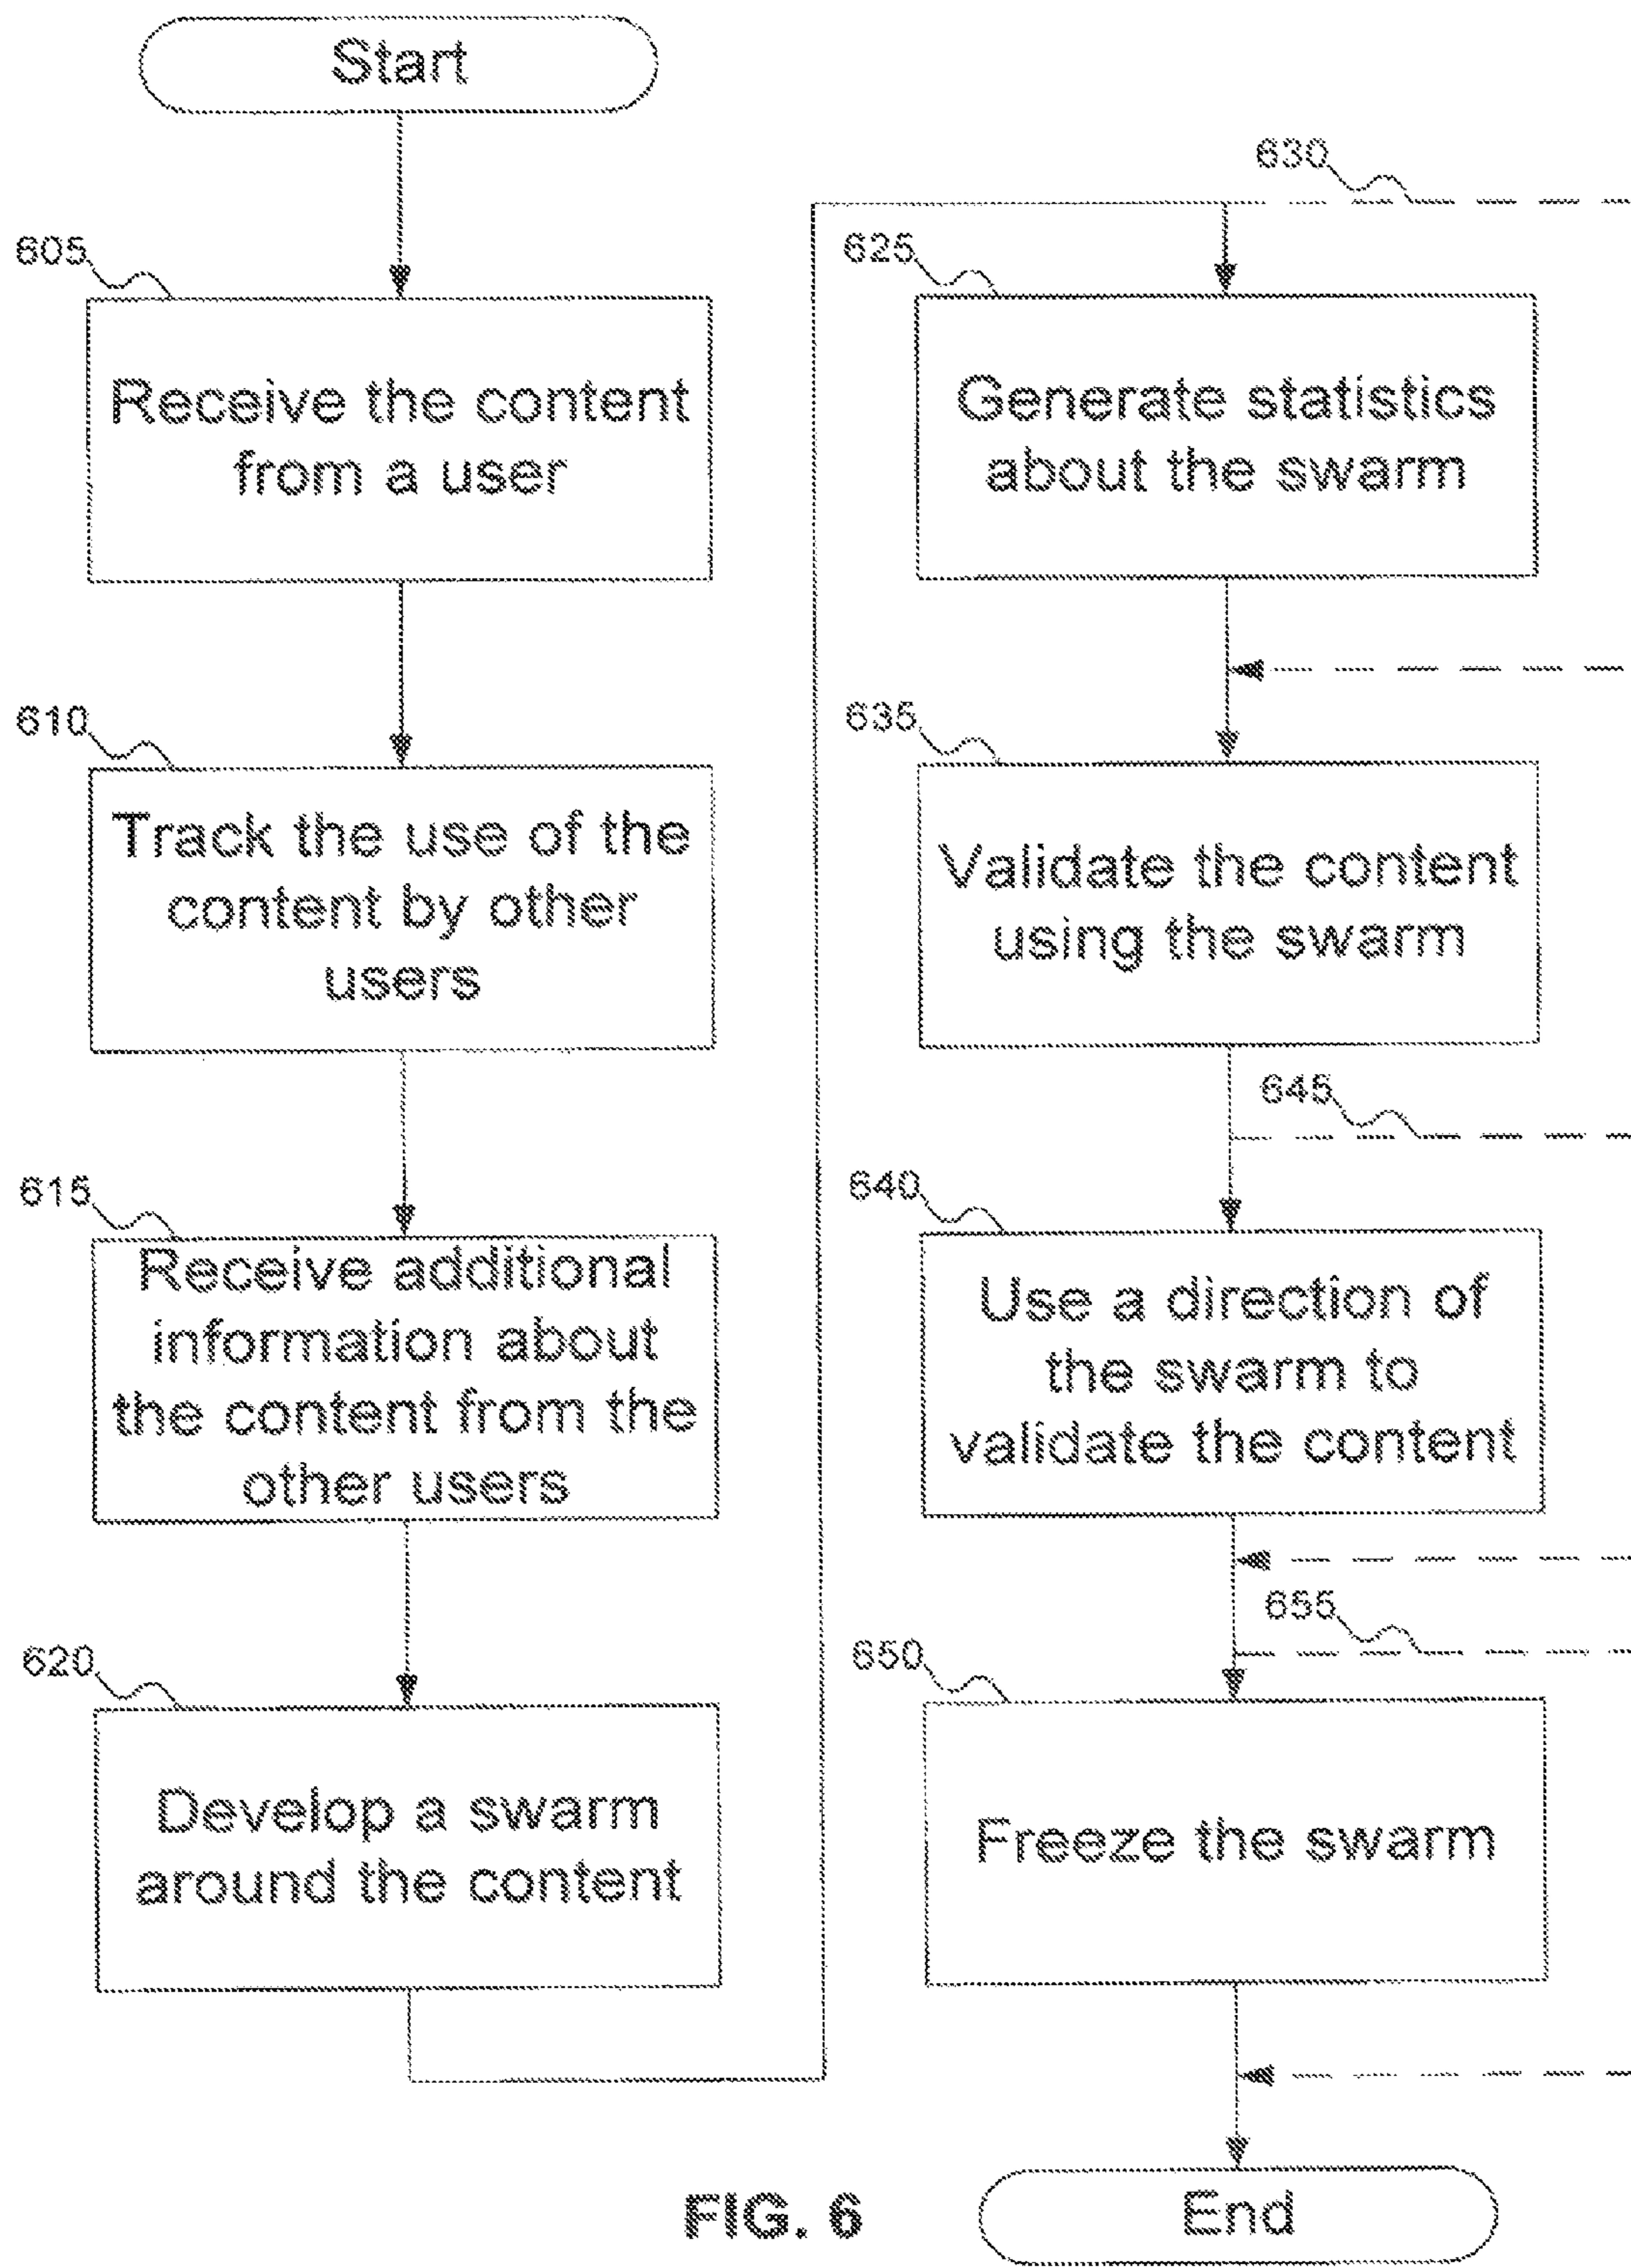 Start
605
Receive the content
from a user
610
Track the use of the
content by other
users
615
Receive additional
information about
the content from the
other users
620
Develop a swarm
around the content
630
625
Generate statistics
about the swarm
635
Validate the content
using the swarm
645
640
Use a direction of
the swarm to
validate the content
655
650
Freeze the swarm
End
FIG. 6